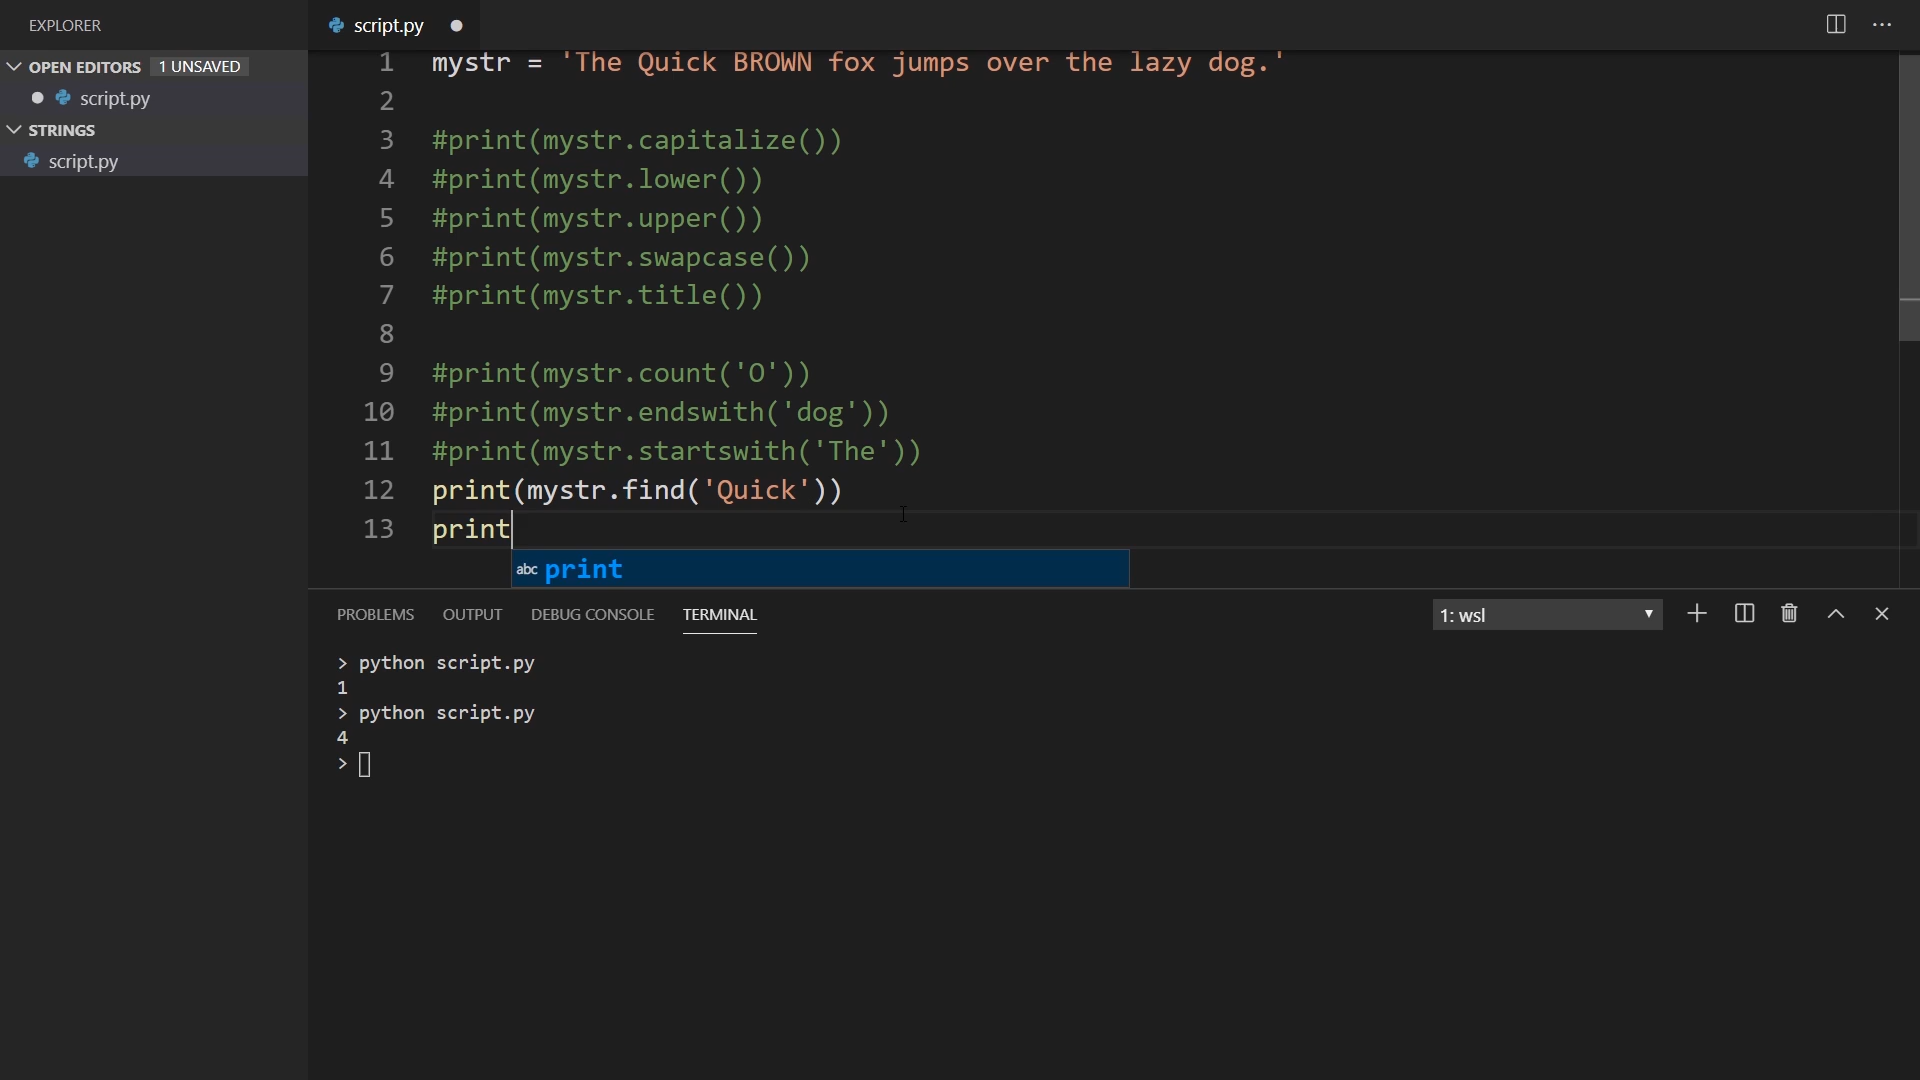 EXPLORER
OPEN EDITORS 1 UNSAVED
script.py
STRINGS
script.py
script.py
1 mystr = 'The Quick BROWN fox jumps over the lazy dog.'
2
3 #print(mystr.capitalize())
4 #print(mystr.lower())
5 #print(mystr.upper())
6 #print(mystr.swapcase())
7 #print(mystr.title())
8
9 #print(mystr.count('O'))
10 #print(mystr.endswith('dog'))
11 #print(mystr.startswith('The'))
12 print(mystr.find('Quick'))
13 print
abc print
PROBLEMS OUTPUT DEBUG CONSOLE TERMINAL 1: wsl
> python script.py
1
> python script.py
4
>